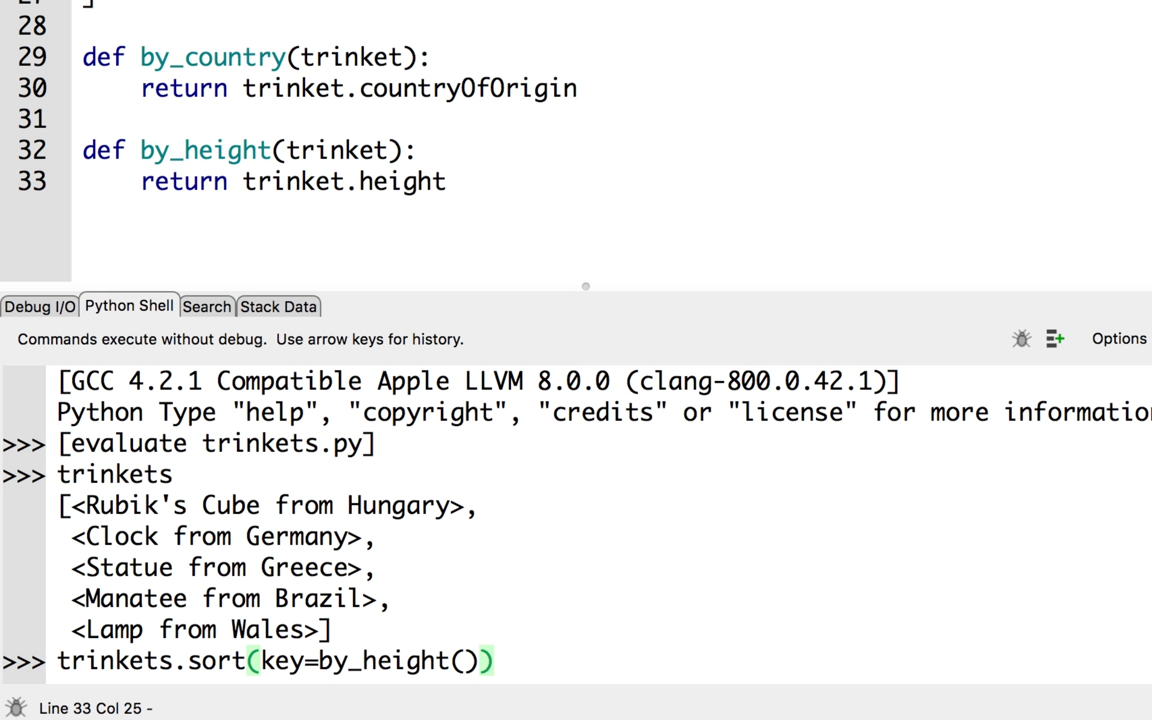 ]
28
29 def by_country(trinket):
30 return trinket.countryOfOrigin
31
32 def by_height(trinket):
33 return trinket.height
Debug I/O Python Shell Search Stack Data
Commands execute without debug. Use arrow keys for history. Options
[GCC 4.2.1 Compatible Apple LLVM 8.0.0 (clang-800.0.42.1)]
Python Type "help", "copyright", "credits" or "license" for more
>>> [evaluate trinkets.py]
>>> trinkets
[<Rubik's Cube from Hungary>,
<Clock from Germany>,
<Statue from Greece>,
<Manatee from Brazil>,
<Lamp from Wales>]
>>> trinkets.sort(key=by_height())
Line 33 Col 25 -